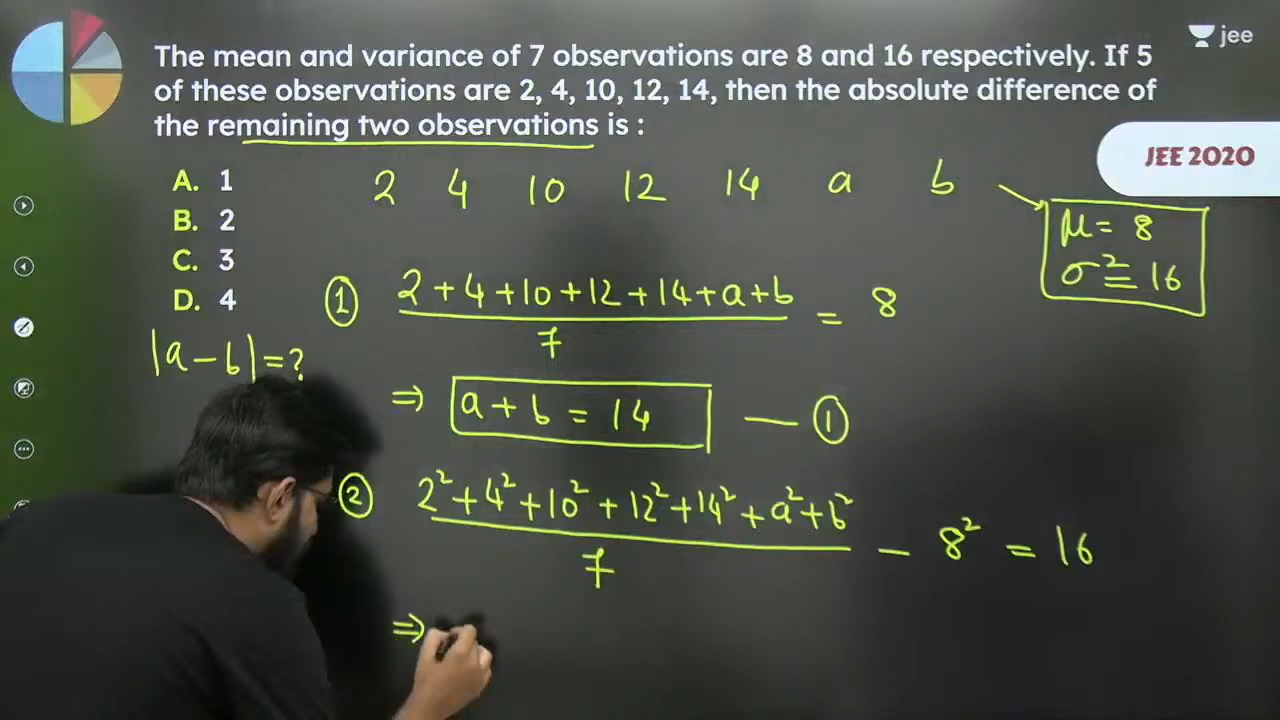 jee
The mean and variance of 7 observations are 8 and 16 respectively. If 5
of these observations are 2, 4, 10, 12, 14, then the absolute difference of
the remaining two observations is :
JEE 2020
A. 1
B. 2
C. 3
D. 4
2 4 10 12 14 a b
μ = 8
σ² = 16
① (2+4+10+12+14+a+b)/7 = 8
|a-b|=?
⇒ a+b = 14 — ①
② (2²+4²+10²+12²+14²+a²+b²)/7 - 8² = 16
⇒